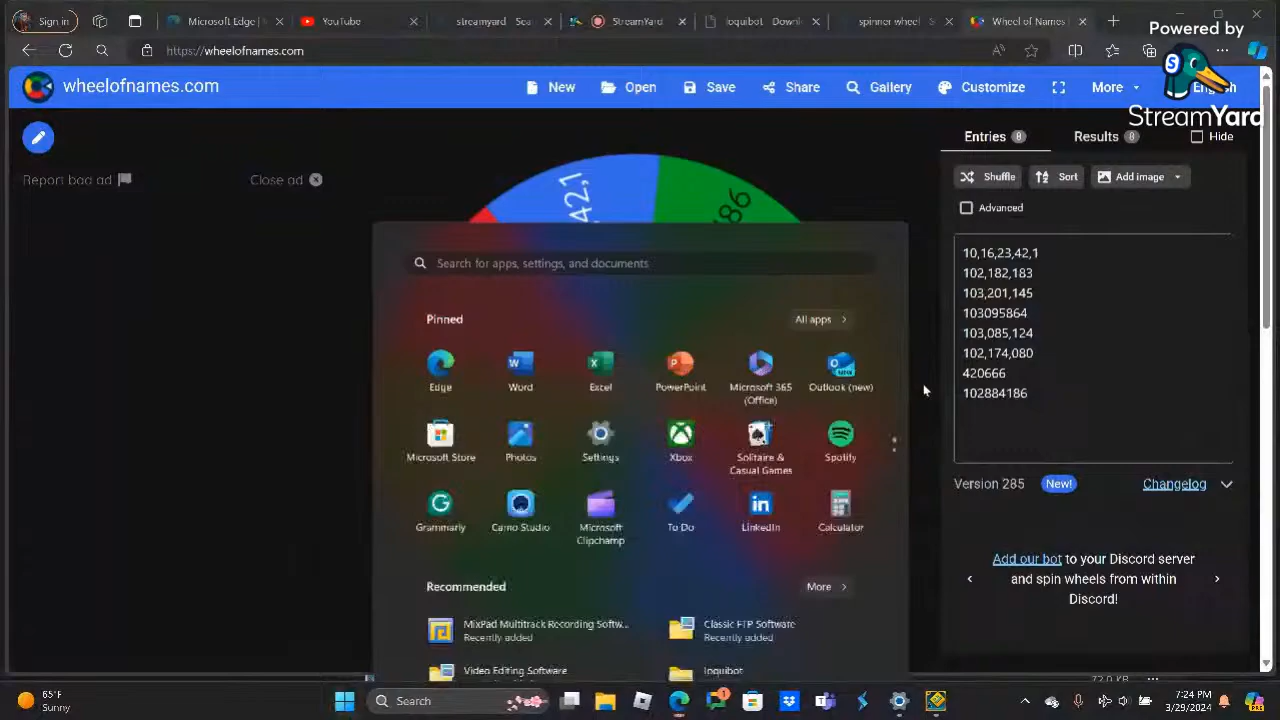 Sign in
Microsoft Edge |
YouTube
streamyard - Sea
StreamYard
loquibot - Downl
spinner wheel - S
Wheel of Names |
Powered by
https://wheelofnames.com
StreamYard
wheelofnames.com
New
Open
Save
Share
Gallery
Customize
More
English
Entries 8
Results 0
Hide
Report bad ad
Close ad
Shuffle
Sort
Add image
Advanced
42,1
186
10,16,23,42,1
102,182,183
103,201,145
103095864
103,085,124
102,174,080
420666
102884186
Search for apps, settings, and documents
Pinned
All apps
Edge
Word
Excel
PowerPoint
Microsoft 365
(Office)
Outlook (new)
Microsoft Store
Photos
Settings
Xbox
Solitaire &
Casual Games
Spotify
Grammarly
Camo Studio
Microsoft
Clipchamp
To Do
LinkedIn
Calculator
Version 285
New!
Changelog
Add our bot to your Discord server
and spin wheels from within
Discord!
Recommended
More
MixPad Multitrack Recording Softw...
Recently added
Classic FTP Software
Recently added
Video Editing Software
loquibot
65°F
Sunny
Search
7:24 PM
3/29/2024